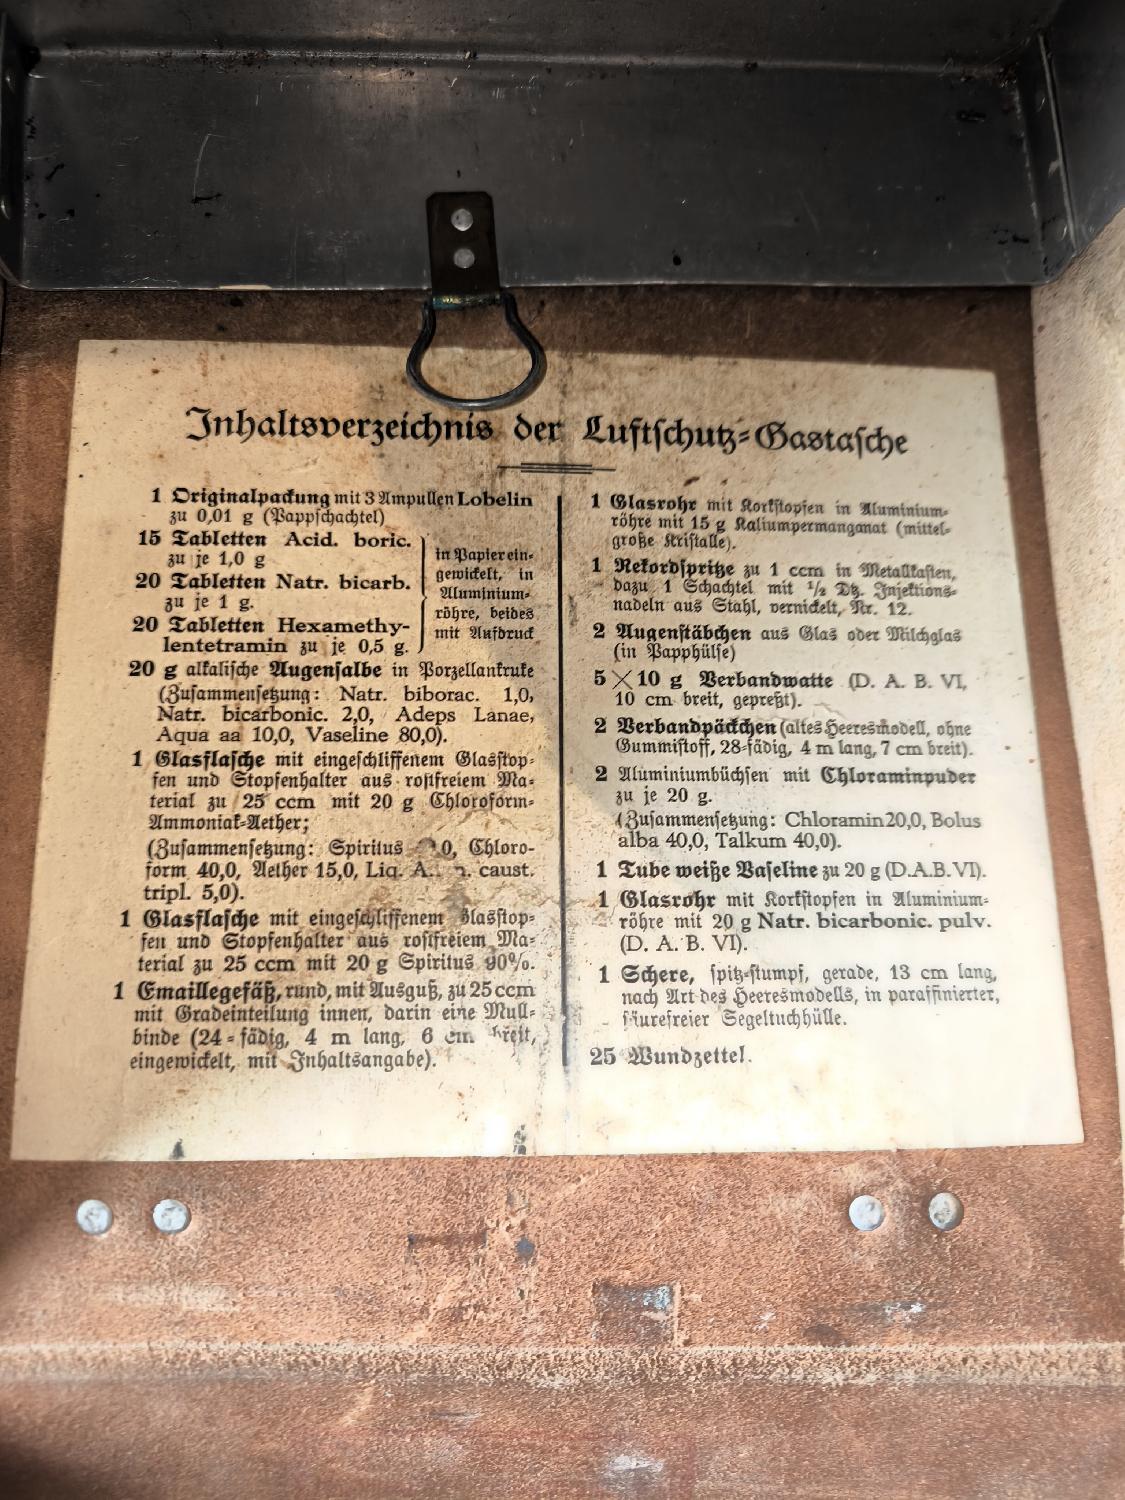 Inhaltsverzeichnis der Luftschutz-Gastasche
1 Originalpackung mit 3 Ampullen Lobelin
zu 0,01 g (Pappschachtel)
15 Tabletten Acid. boric.
zu je 1,0 g
20 Tabletten Natr. bicarb.
zu je 1 g.
20 Tabletten Hexamethy-
lentetramin zu je 0,5 g.
in Papier ein-
gewickelt, in
Aluminium-
röhre, beides
mit Aufdruck
20 g alkalische Augensalbe in Porzellankruke
(Zusammensetzung: Natr. biborac. 1,0,
Natr. bicarbonic. 2,0, Adeps Lanae,
Aqua aa 10,0, Vaseline 80,0).
1 Glasflasche mit eingeschliffenem Glasstop-
fen und Stopfenhalter aus rostfreiem Ma-
terial zu 25 ccm mit 20 g Chloroform-
Ammoniak-Aether;
(Zusammensetzung: Spiritus 0, Chloro-
form 40,0, Aether 15,0, Liq. caust.
tripl. 5,0).
1 Glasflasche mit eingeschliffenem Glasstop-
fen und Stopfenhalter aus rostfreiem Ma-
terial zu 25 ccm mit 20 g Spiritus 90%.
1 Emaillegefäß, rund, mit Ausguß, zu 25 ccm
mit Gradeinteilung innen, darin eine Mull-
binde (24-fädig, 4 m lang, 6 cm breit,
eingewickelt, mit Inhaltsangabe).
1 Glasrohr mit Korkstopfen in Aluminium-
röhre mit 15 g Kaliumpermanganat (mittel-
große Kristalle).
1 Rekordspritze zu 1 ccm in Metallkasten,
dazu 1 Schachtel mit 1/2 Dtz. Injektions-
nadeln aus Stahl, vernickelt, Nr. 12.
2 Augenstäbchen aus Glas oder Milchglas
(in Papphülse)
5 × 10 g Verbandwatte (D. A. B. VI,
10 cm breit, gepreßt).
2 Verbandpäckchen (altes Heeresmodell, ohne
Gummistoff, 28-fädig, 4 m lang, 7 cm breit).
2 Aluminiumbüchsen mit Chloraminpuder
zu je 20 g.
(Zusammensetzung: Chloramin 20,0, Bolus
alba 40,0, Talkum 40,0).
1 Tube weiße Vaseline zu 20 g (D.A.B.VI).
1 Glasrohr mit Korkstopfen in Aluminium-
röhre mit 20 g Natr. bicarbonic. pulv.
(D. A. B. VI).
1 Schere, spitz-stumpf, gerade, 13 cm lang,
nach Art des Heeresmodells, in paraffinierter,
säurefreier Segeltuchhülle.
25 Wundzettel.